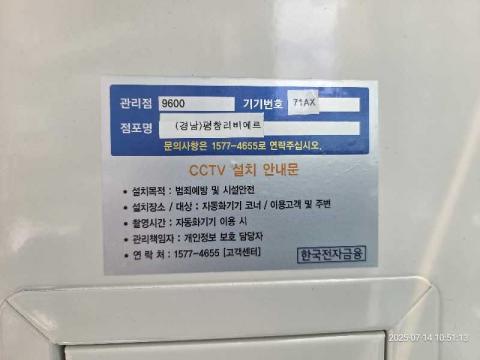 관리점 9600 기기번호 71AX
점포명 (경남)평창리비에르
문의사항은 1577-4655로 연락주십시오.
CCTV 설치 안내문
• 설치목적 : 범죄예방 및 시설안전
• 설치장소 / 대상 : 자동화기기 코너 / 이용고객 및 주변
• 촬영시간 : 자동화기기 이용 시
• 관리책임자 : 개인정보 보호 담당자
• 연 락 처 : 1577-4655 [고객센터]
한국전자금융
2025-07-14 10:51:13